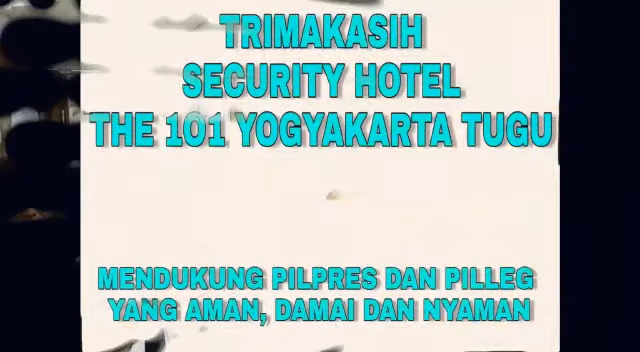 TRIMAKASIH
SECURITY HOTEL
THE 101 YOGYAKARTA TUGU
MENDUKUNG PILPRES DAN PILLEG
YANG AMAN, DAMAI DAN NYAMAN